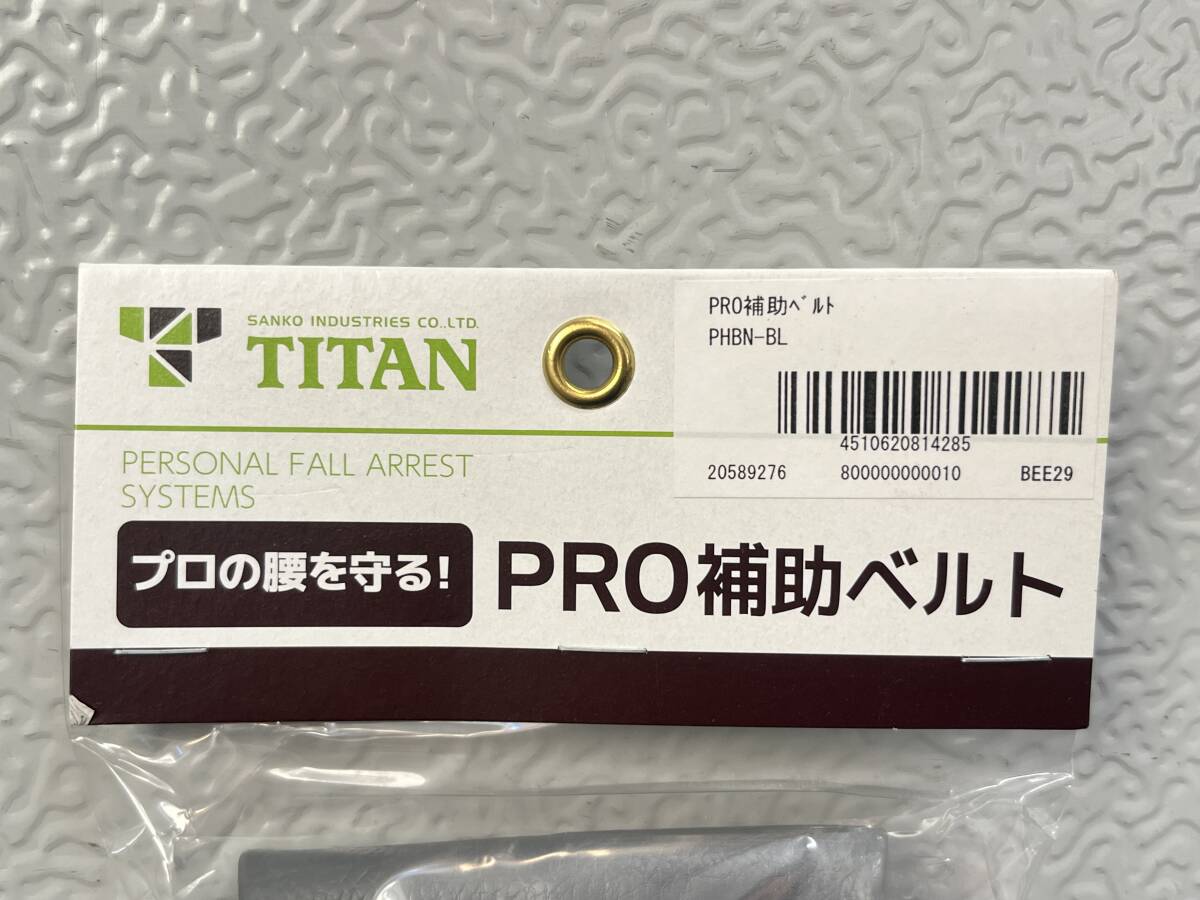 SANKO INDUSTRIES CO.,LTD.
TITAN
PERSONAL FALL ARREST
SYSTEMS
プロの腰を守る!
PRO補助ベルト
PRO補助ﾍﾞﾙﾄ
PHBN-BL
4510620814285
20589276 800000000010 BEE29